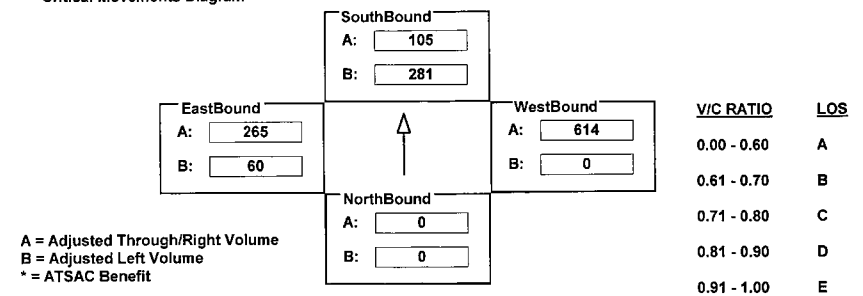 Critical Movements Diagram
SouthBound
A: 105
B: 281
EastBound
A: 265
B: 60
WestBound
A: 614
B: 0
NorthBound
A: 0
B: 0
A = Adjusted Through/Right Volume
B = Adjusted Left Volume
* = ATSAC Benefit
V/C RATIO LOS
0.00 - 0.60 A
0.61 - 0.70 B
0.71 - 0.80 C
0.81 - 0.90 D
0.91 - 1.00 E